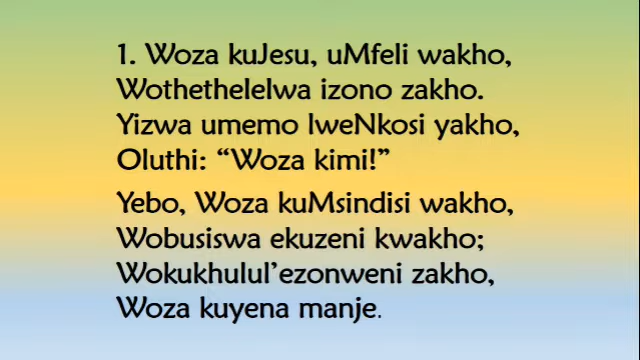 1. Woza kuJesu, uMfeli wakho,
Wothethelelwa izono zakho.
Yizwa umemo lweNkosi yakho,
Oluthi: “Woza kimi!”
Yebo, Woza kuMsindisi wakho,
Wobusiswa ekuzeni kwakho;
Wokukhulul’ezonweni zakho,
Woza kuyena manje.